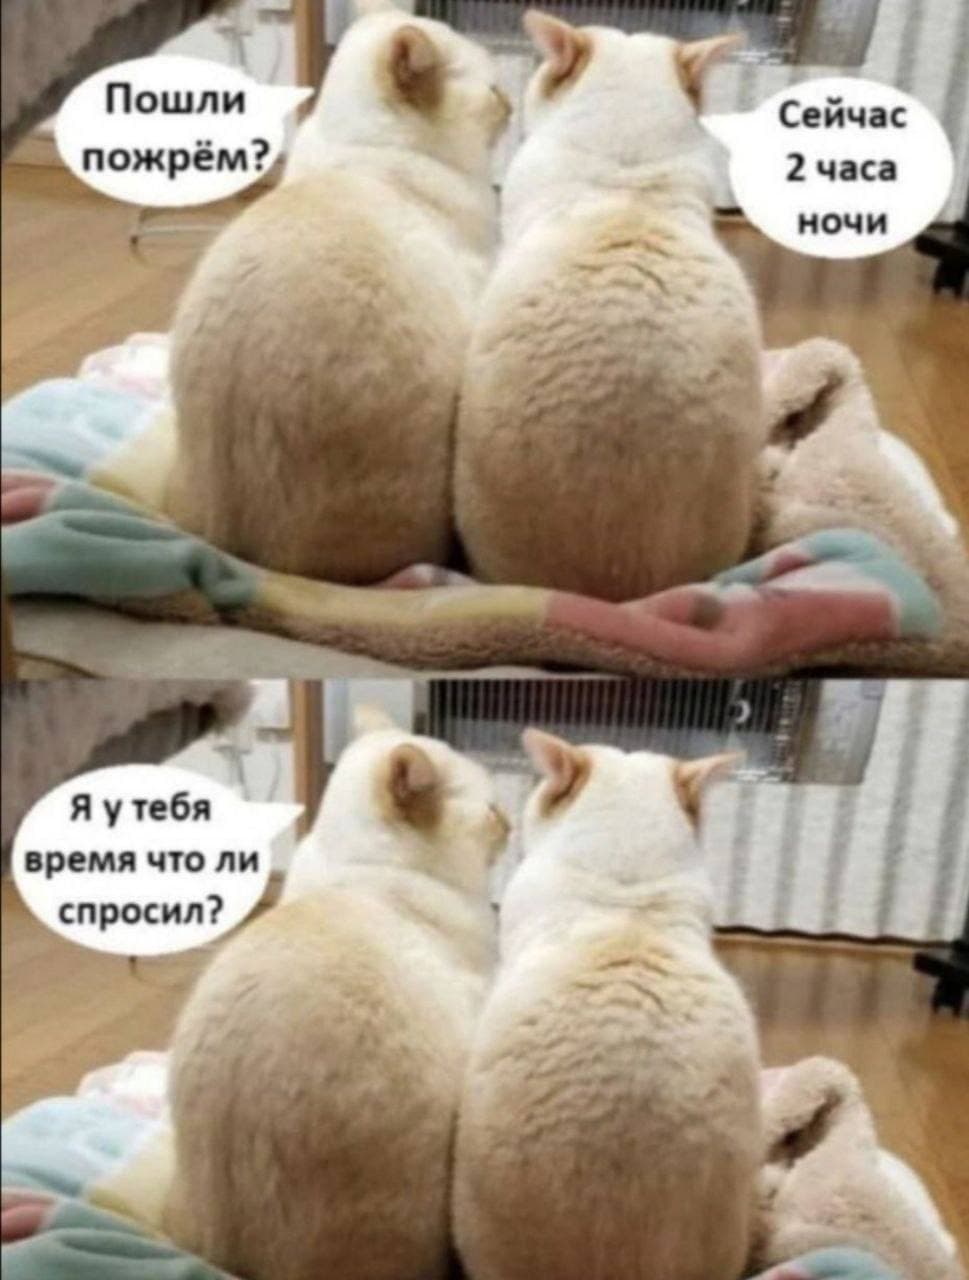 Пошли
пожрём?
Сейчас
2 часа
ночи
Я у тебя
время что ли
спросил?